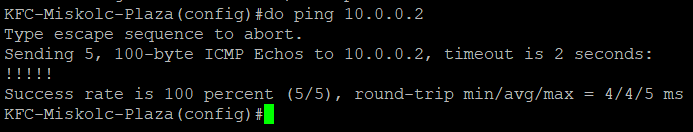 KFC-Miskolc-Plaza(config)#do ping 10.0.0.2
Type escape sequence to abort.
Sending 5, 100-byte ICMP Echos to 10.0.0.2, timeout is 2 seconds:
!!!!!
Success rate is 100 percent (5/5), round-trip min/avg/max = 4/4/5 ms
KFC-Miskolc-Plaza(config)#